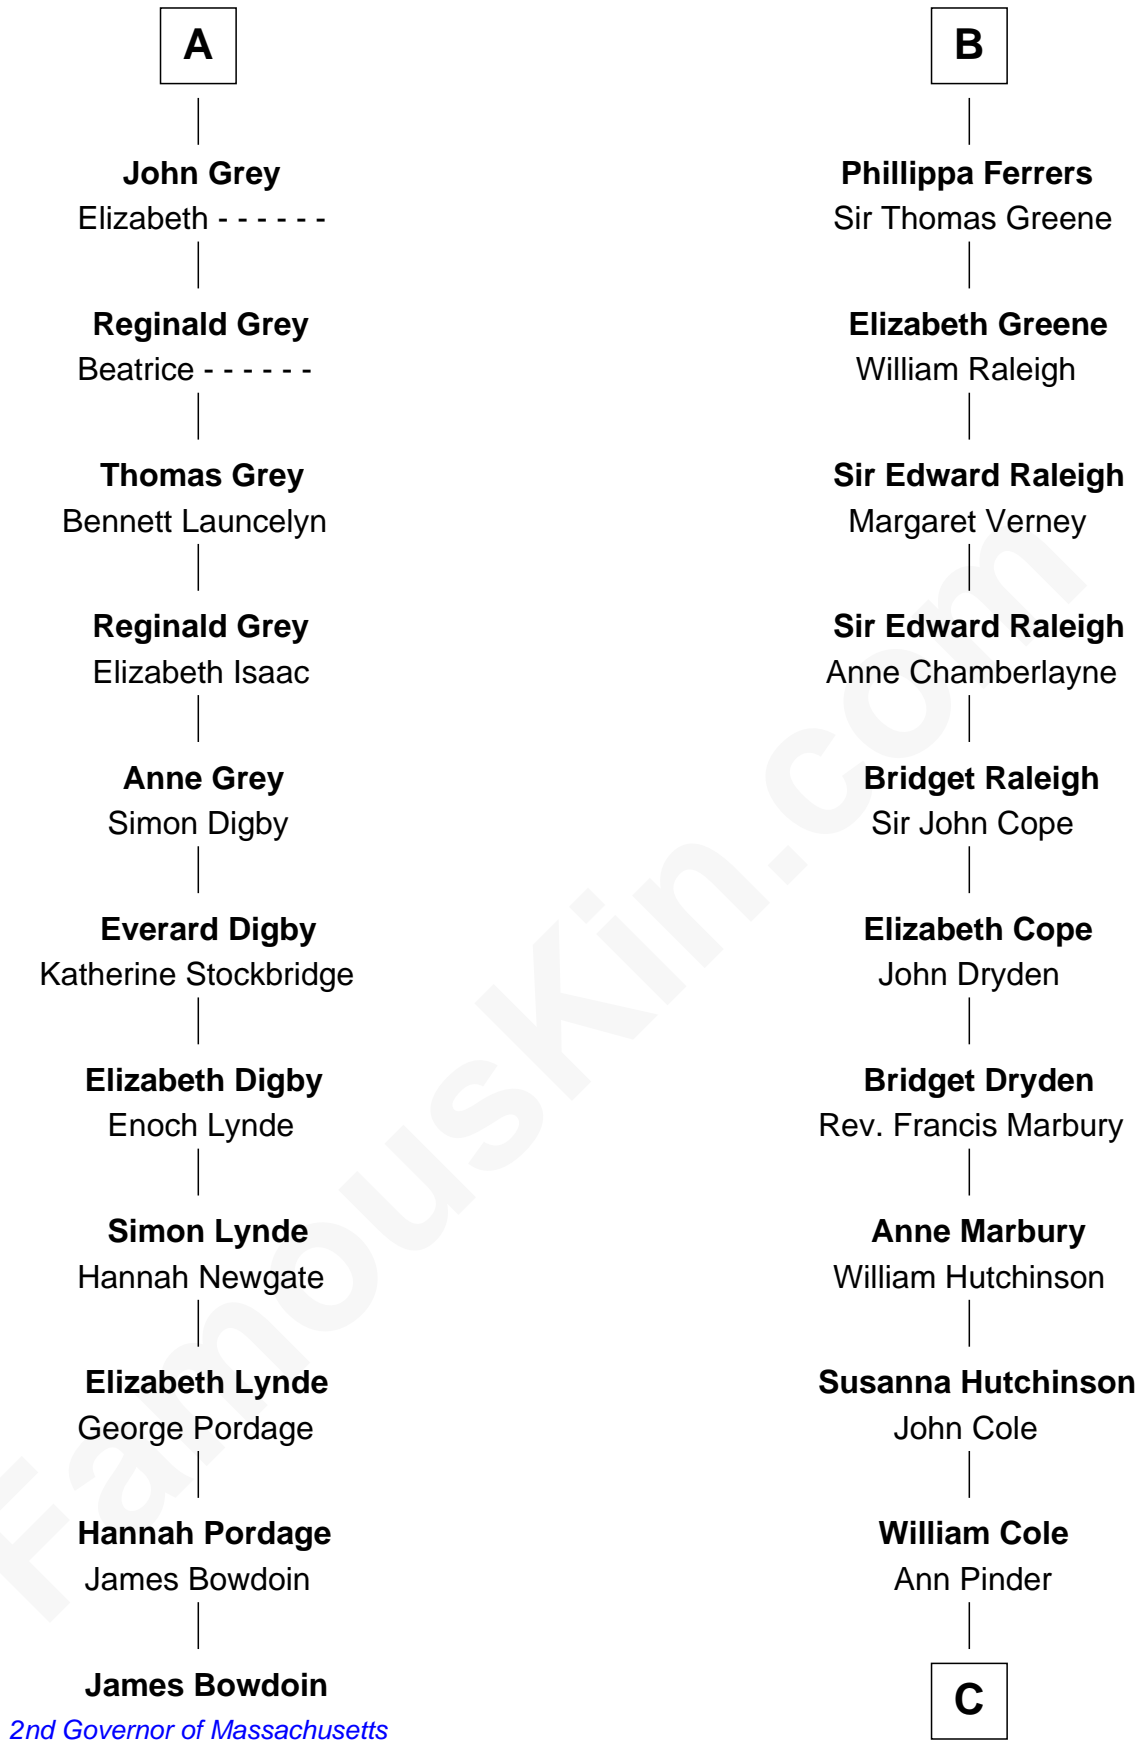 A
John Grey
Elizabeth - - - - - -
Reginald Grey
Beatrice - - - - - -
Thomas Grey
Bennett Launcelyn
Reginald Grey
Elizabeth Isaac
Anne Grey
Simon Digby
Everard Digby
Katherine Stockbridge
Elizabeth Digby
Enoch Lynde
Simon Lynde
Hannah Newgate
Elizabeth Lynde
George Pordage
Hannah Pordage
James Bowdoin
James Bowdoin
2nd Governor of Massachusetts
B
Phillippa Ferrers
Sir Thomas Greene
Elizabeth Greene
William Raleigh
Sir Edward Raleigh
Margaret Verney
Sir Edward Raleigh
Anne Chamberlayne
Bridget Raleigh
Sir John Cope
Elizabeth Cope
John Dryden
Bridget Dryden
Rev. Francis Marbury
Anne Marbury
William Hutchinson
Susanna Hutchinson
John Cole
William Cole
Ann Pinder
C
FamousKin.com